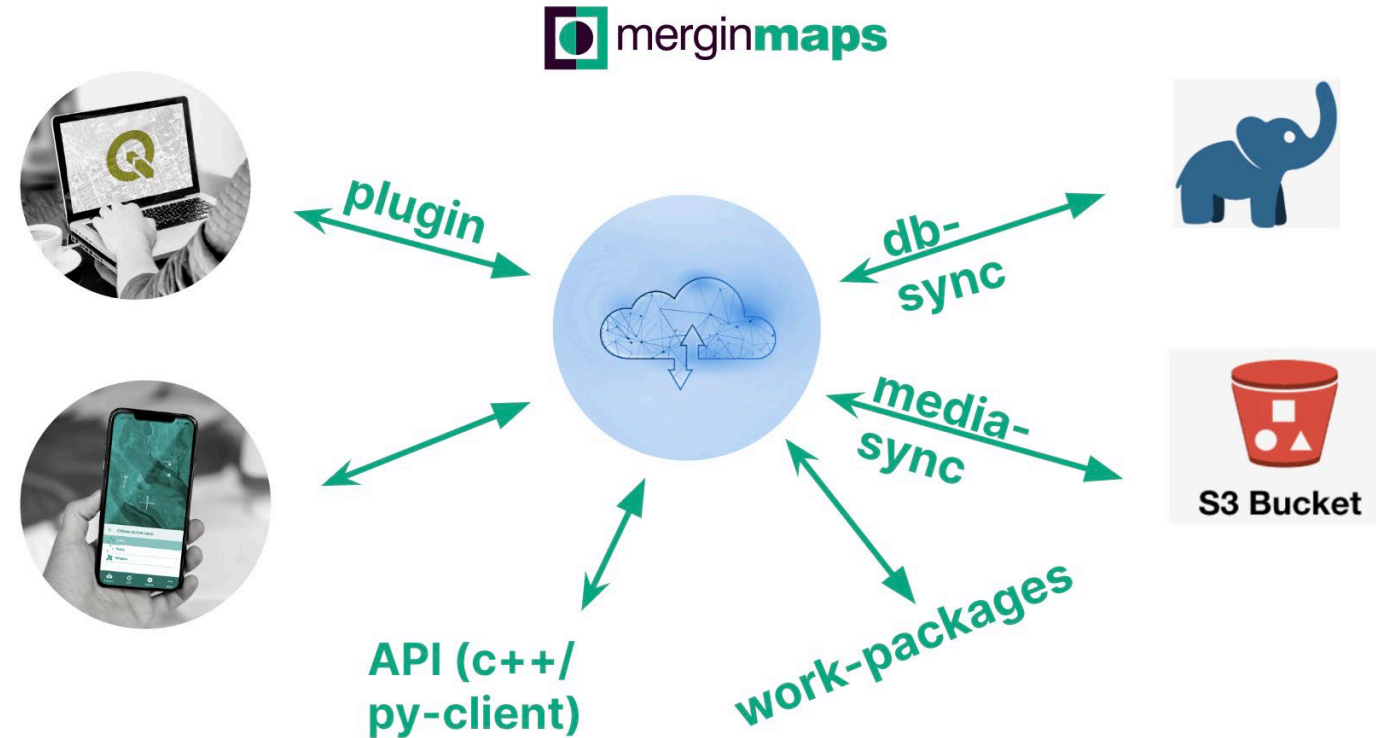 merginmaps
plugin
db-
sync
media-
sync
S3 Bucket
API (c++/
py-client)
work-packages